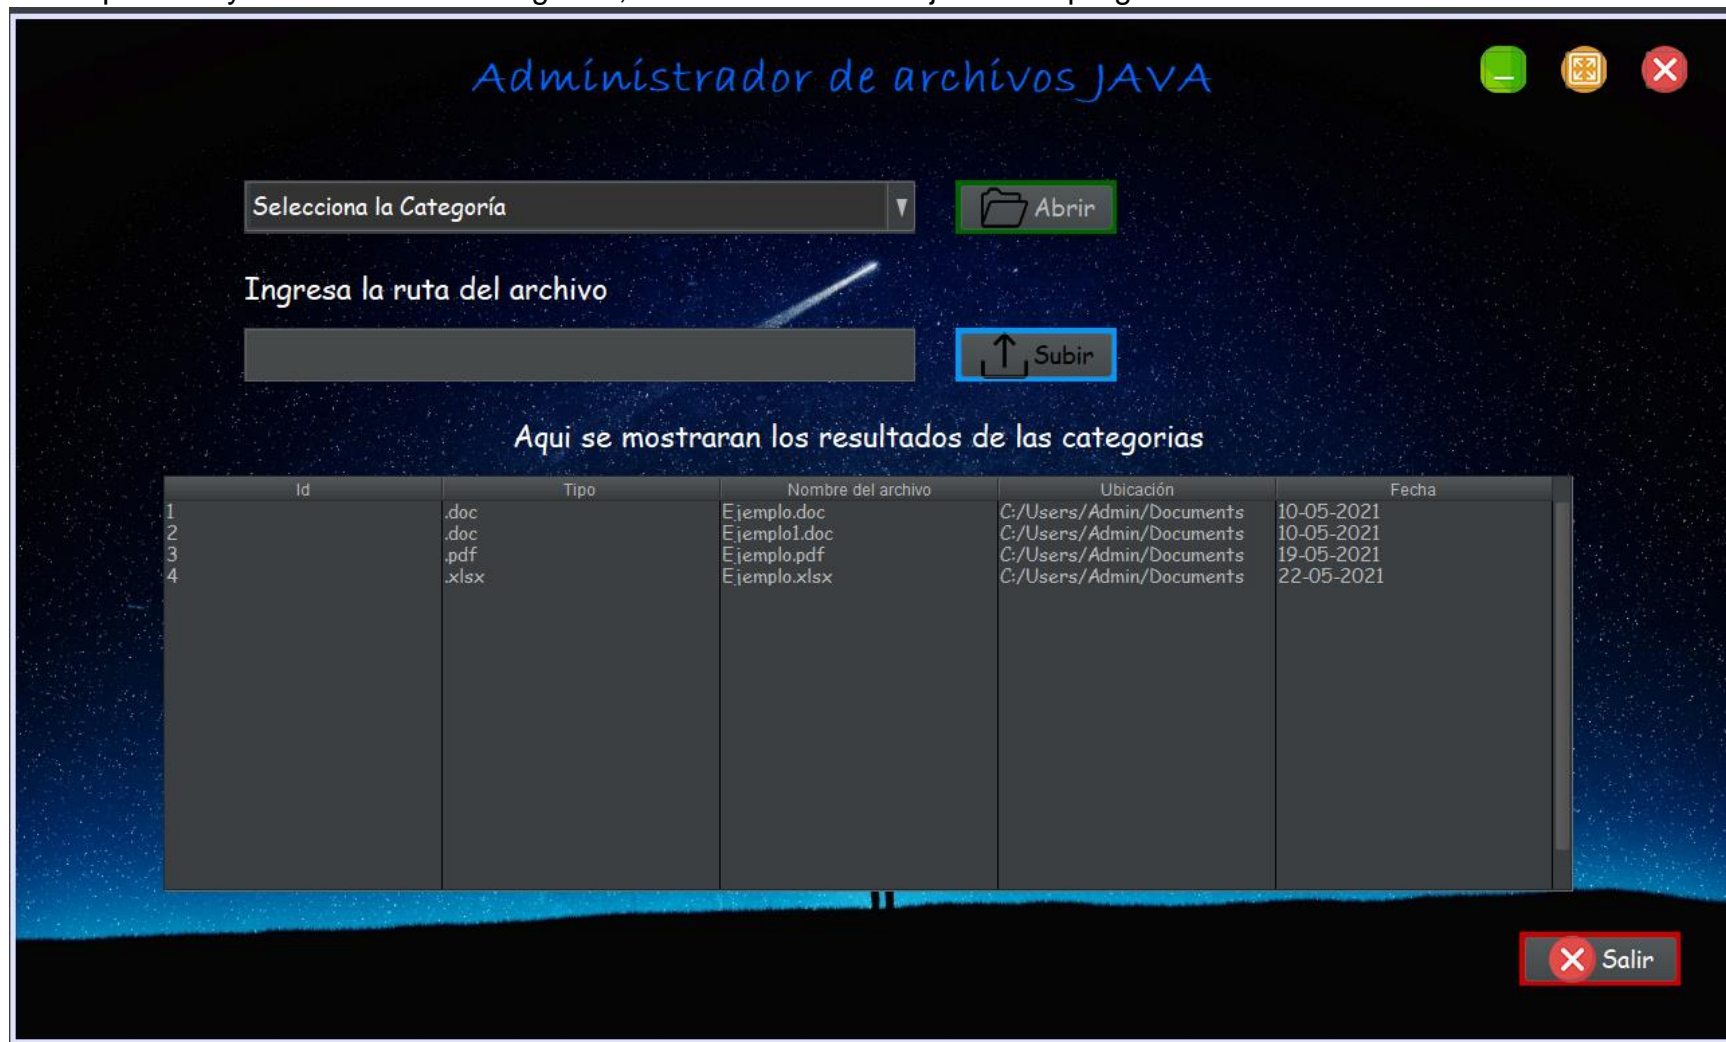 Administrador de archivos JAVA
Selecciona la Categoría
Abrir
Ingresa la ruta del archivo
Subir
Aqui se mostraran los resultados de las categorias
Id Tipo Nombre del archivo Ubicación Fecha
1 .doc Ejemplo.doc C:/Users/Admin/Documents 10-05-2021
2 .doc Ejemplo1.doc C:/Users/Admin/Documents 10-05-2021
3 .pdf Ejemplo.pdf C:/Users/Admin/Documents 19-05-2021
4 .xlsx Ejemplo.xlsx C:/Users/Admin/Documents 22-05-2021
Salir